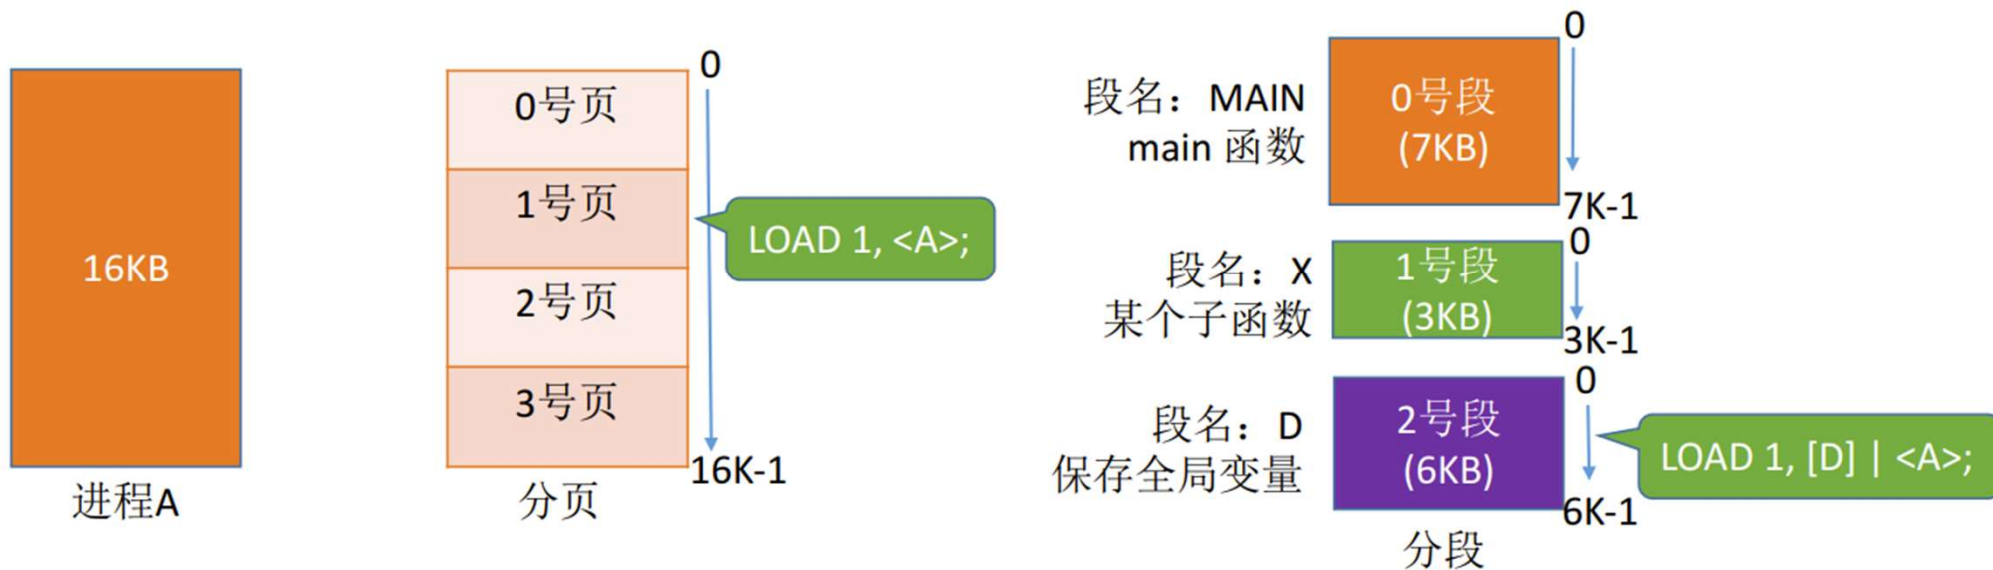 16KB
进程A
0号页
1号页
2号页
3号页
0
16K-1
LOAD 1, <A>;
分页
段名：MAIN
main 函数
0号段
(7KB)
0
7K-1
段名：X
某个子函数
1号段
(3KB)
0
3K-1
段名：D
保存全局变量
2号段
(6KB)
0
6K-1
LOAD 1, [D] | <A>;
分段